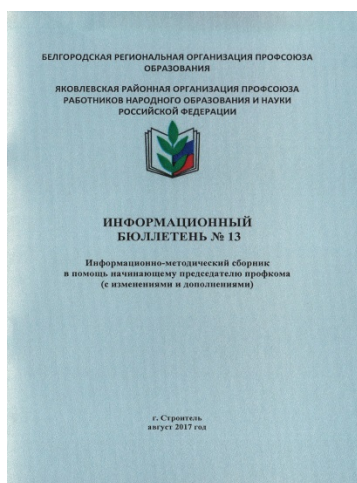 БЕЛГОРОДСКАЯ РЕГИОНАЛЬНАЯ ОРГАНИЗАЦИЯ ПРОФСОЮЗА
ОБРАЗОВАНИЯ
ЯКОВЛЕВСКАЯ РАЙОННАЯ ОРГАНИЗАЦИЯ ПРОФСОЮЗА
РАБОТНИКОВ НАРОДНОГО ОБРАЗОВАНИЯ И НАУКИ
РОССИЙСКОЙ ФЕДЕРАЦИИ
ИНФОРМАЦИОННЫЙ
БЮЛЛЕТЕНЬ № 13
Информационно-методический сборник
в помощь начинающему председателю профкома
(с изменениями и дополнениями)
г. Строитель
август 2017 год